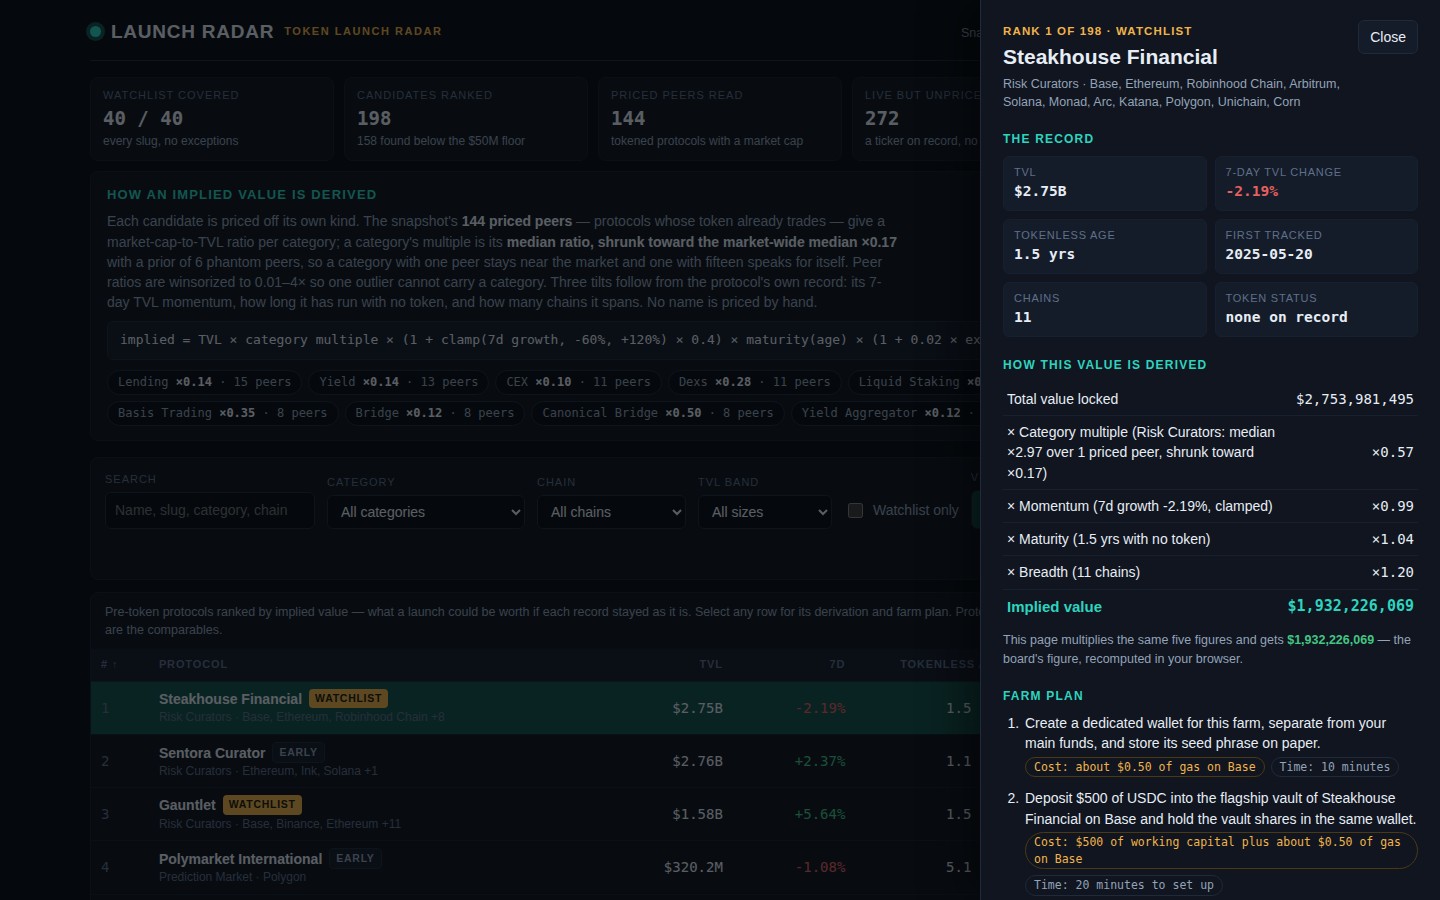 LAUNCH RADAR TOKEN LAUNCH RADAR
WATCHLIST COVERED
40 / 40
every slug, no exceptions
CANDIDATES RANKED
198
158 found below the $50M floor
PRICED PEERS READ
144
tokened protocols with a market cap
LIVE BUT UNPRICE
272
a ticker on record, no
HOW AN IMPLIED VALUE IS DERIVED
Each candidate is priced off its own kind. The snapshot's 144 priced peers — protocols whose token already trades — give a
market-cap-to-TVL ratio per category; a category's multiple is its median ratio, shrunk toward the market-wide median ×0.17
with a prior of 6 phantom peers, so a category with one peer stays near the market and one with fifteen speaks for itself. Peer
ratios are winsorized to 0.01–4× so one outlier cannot carry a category. Three tilts follow from the protocol's own record: its 7-
day TVL momentum, how long it has run with no token, and how many chains it spans. No name is priced by hand.
implied = TVL × category multiple × (1 + clamp(7d growth, -60%, +120%) × 0.4) × maturity(age) × (1 + 0.02 × ex
Lending ×0.14 · 15 peers
Yield ×0.14 · 13 peers
CEX ×0.10 · 11 peers
Dexs ×0.28 · 11 peers
Liquid Staking
Basis Trading ×0.35 · 8 peers
Bridge ×0.12 · 8 peers
Canonical Bridge ×0.50 · 8 peers
Yield Aggregator ×0.12 ·
SEARCH
Name, slug, category, chain
CATEGORY
All categories
CHAIN
All chains
TVL BAND
All sizes
Watchlist only
Pre-token protocols ranked by implied value — what a launch could be worth if each record stayed as it is. Select any row for its derivation and farm plan.
are the comparables.
# ↑ PROTOCOL TVL 7D TOKENLESS
1 Steakhouse Financial WATCHLIST $2.75B -2.19% 1.5
Risk Curators · Base, Ethereum, Robinhood Chain +8
2 Sentora Curator EARLY $2.76B +2.37% 1.1
Risk Curators · Ethereum, Ink, Solana +1
3 Gauntlet WATCHLIST $1.58B +5.64% 1.5
Risk Curators · Base, Binance, Ethereum +11
4 Polymarket International EARLY $320.2M -1.08% 5.1
Prediction Market · Polygon
RANK 1 OF 198 · WATCHLIST
Close
Steakhouse Financial
Risk Curators · Base, Ethereum, Robinhood Chain, Arbitrum,
Solana, Monad, Arc, Katana, Polygon, Unichain, Corn
THE RECORD
TVL
$2.75B
7-DAY TVL CHANGE
-2.19%
TOKENLESS AGE
1.5 yrs
FIRST TRACKED
2025-05-20
CHAINS
11
TOKEN STATUS
none on record
HOW THIS VALUE IS DERIVED
Total value locked $2,753,981,495
× Category multiple (Risk Curators: median
×2.97 over 1 priced peer, shrunk toward
×0.17) ×0.57
× Momentum (7d growth -2.19%, clamped) ×0.99
× Maturity (1.5 yrs with no token) ×1.04
× Breadth (11 chains) ×1.20
Implied value $1,932,226,069
This page multiplies the same five figures and gets $1,932,226,069 — the
board's figure, recomputed in your browser.
FARM PLAN
1. Create a dedicated wallet for this farm, separate from your
main funds, and store its seed phrase on paper.
Cost: about $0.50 of gas on Base
Time: 10 minutes
2. Deposit $500 of USDC into the flagship vault of Steakhouse
Financial on Base and hold the vault shares in the same wallet.
Cost: $500 of working capital plus about $0.50 of gas
on Base
Time: 20 minutes to set up